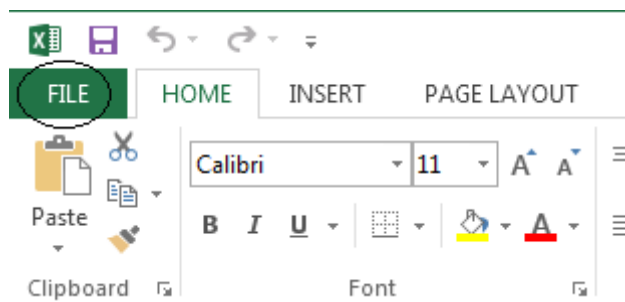 FILE HOME INSERT PAGE LAYOUT
Calibri 11 A A
Paste B I U A
Clipboard Font